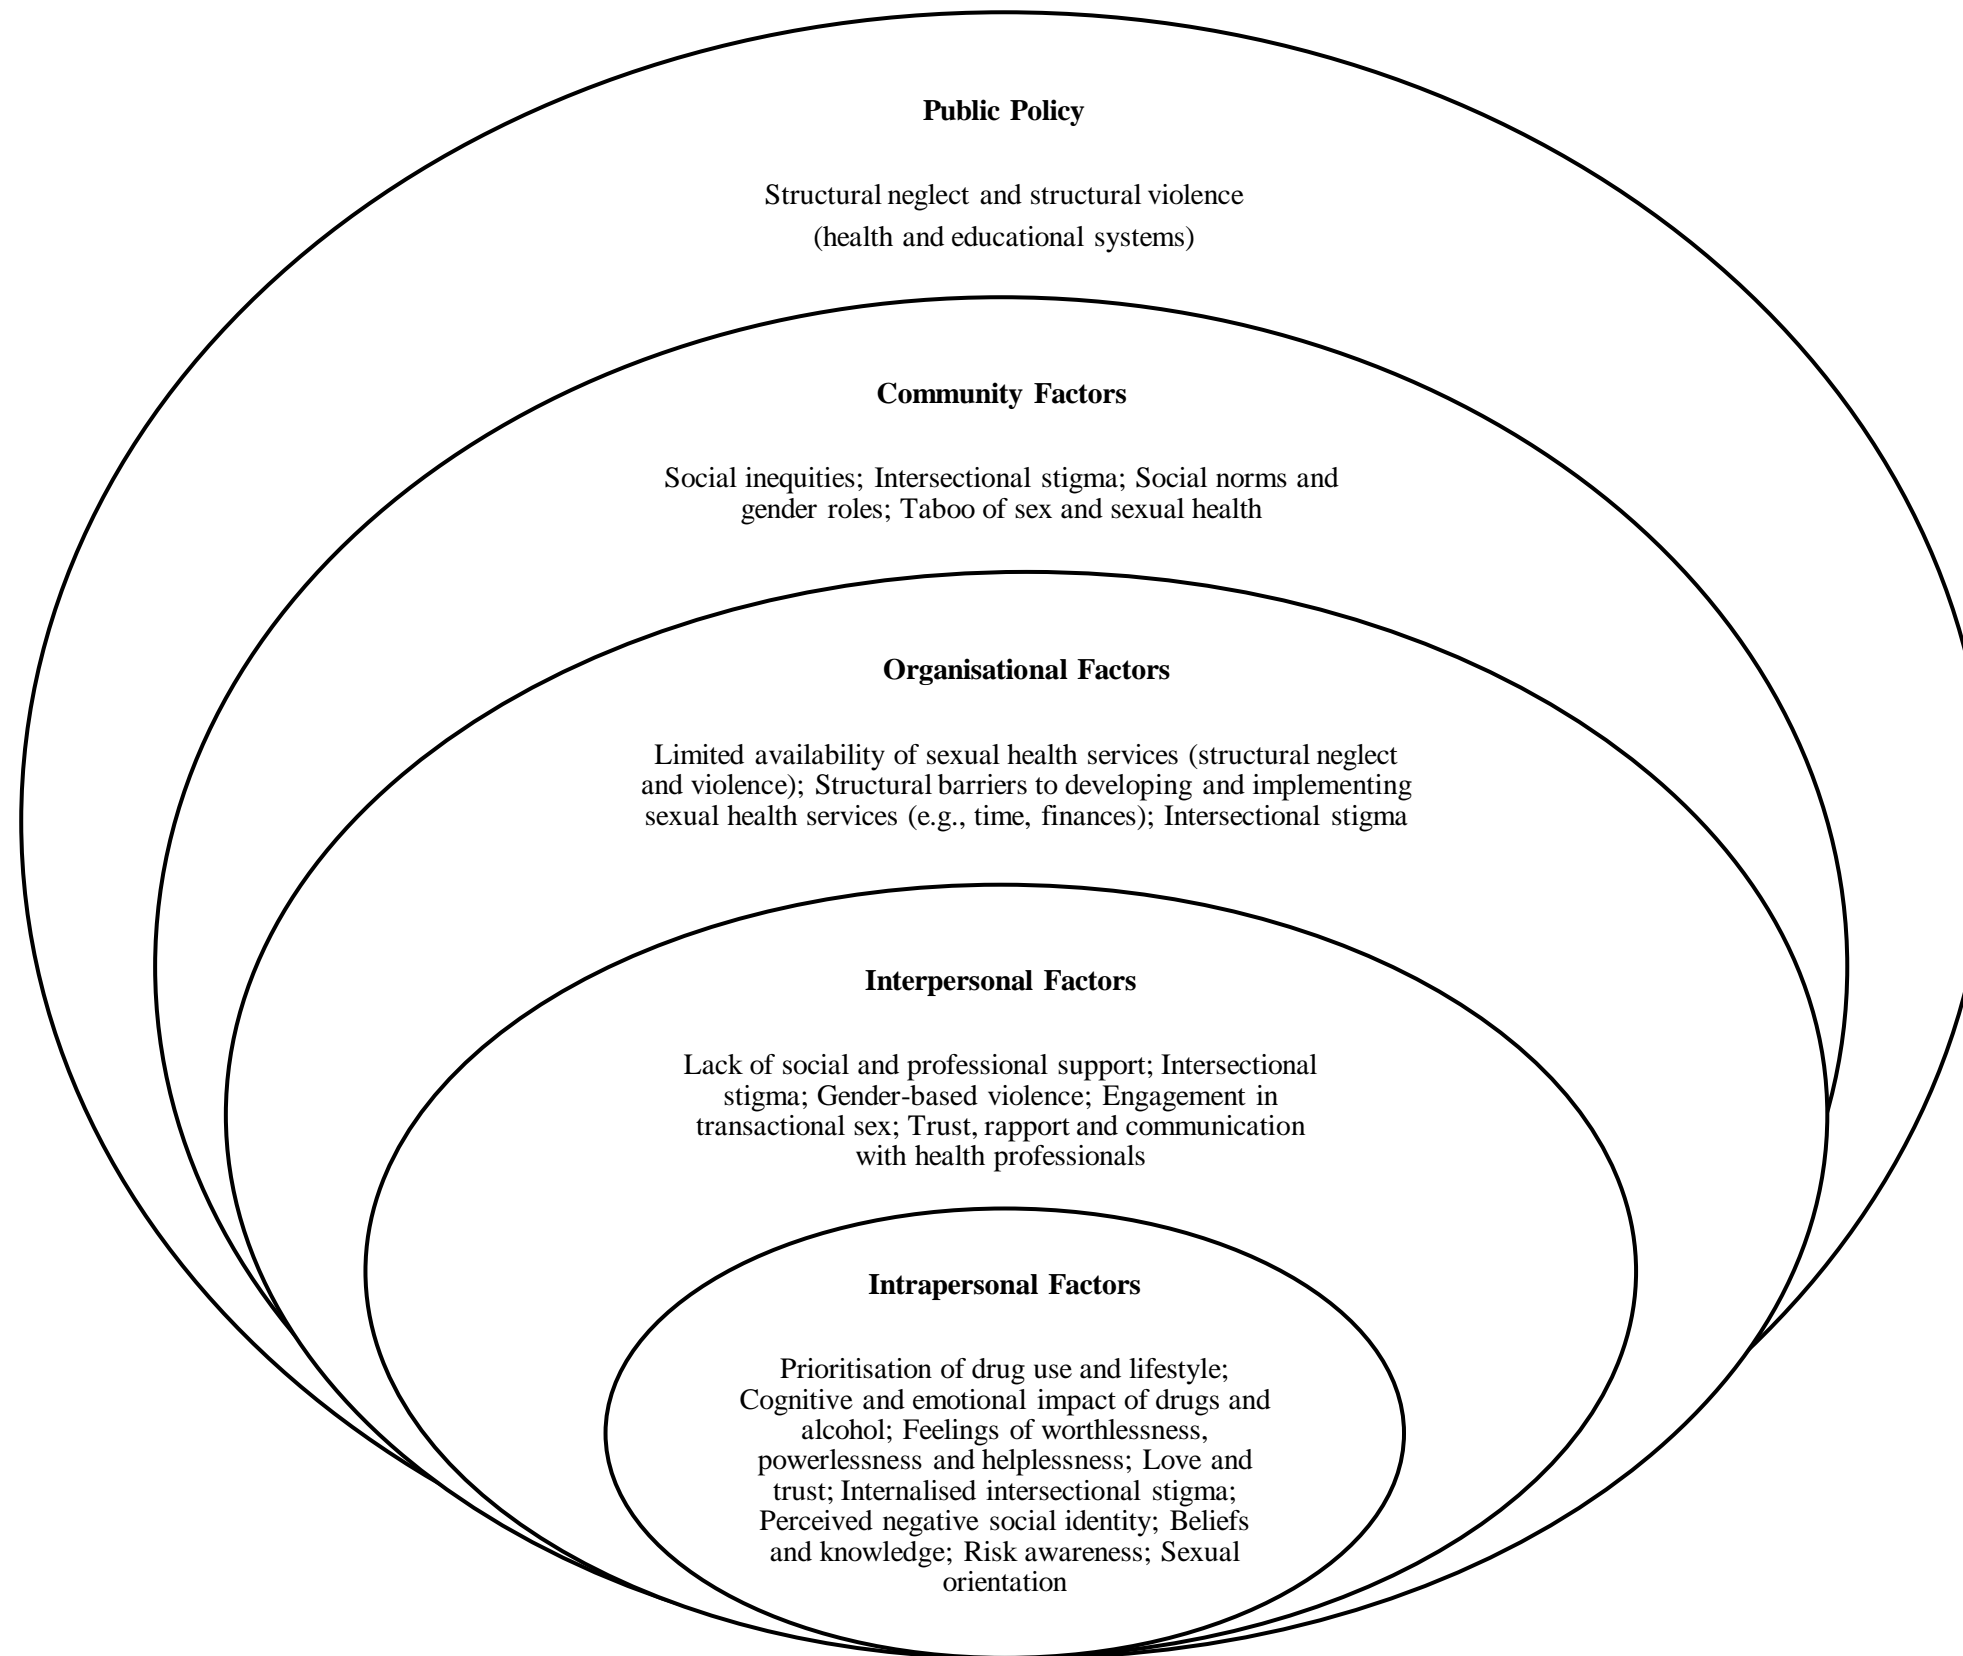 Public Policy
Structural neglect and structural violence
(health and educational systems)
Community Factors
Social inequities; Intersectional stigma; Social norms and
gender roles; Taboo of sex and sexual health
Organisational Factors
Limited availability of sexual health services (structural neglect
and violence); Structural barriers to developing and implementing
sexual health services (e.g., time, finances); Intersectional stigma
Interpersonal Factors
Lack of social and professional support; Intersectional
stigma; Gender-based violence; Engagement in
transactional sex; Trust, rapport and communication
with health professionals
Intrapersonal Factors
Prioritisation of drug use and lifestyle;
Cognitive and emotional impact of drugs and
alcohol; Feelings of worthlessness,
powerlessness and helplessness; Love and
trust; Internalised intersectional stigma;
Perceived negative social identity; Beliefs
and knowledge; Risk awareness; Sexual
orientation